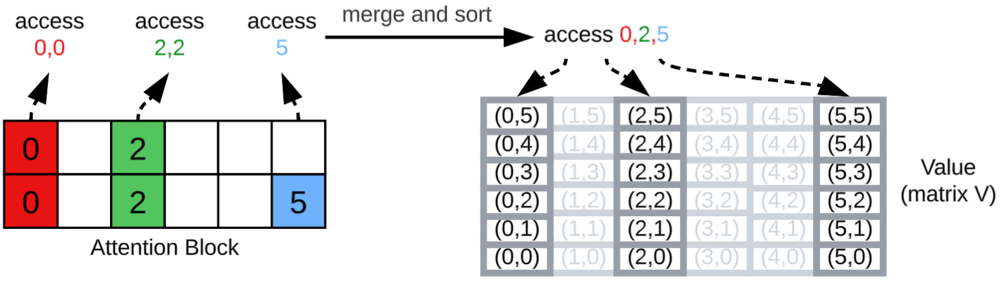 access
0,0
access
2,2
access
5
merge and sort
access 0,2,5
0 2
0 2 5
Attention Block
(0,5) (1,5) (2,5) (3,5) (4,5) (5,5)
(0,4) (1,4) (2,4) (3,4) (4,4) (5,4)
(0,3) (1,3) (2,3) (3,3) (4,3) (5,3)
(0,2) (1,2) (2,2) (3,2) (4,2) (5,2)
(0,1) (1,1) (2,1) (3,1) (4,1) (5,1)
(0,0) (1,0) (2,0) (3,0) (4,0) (5,0)
Value
(matrix V)